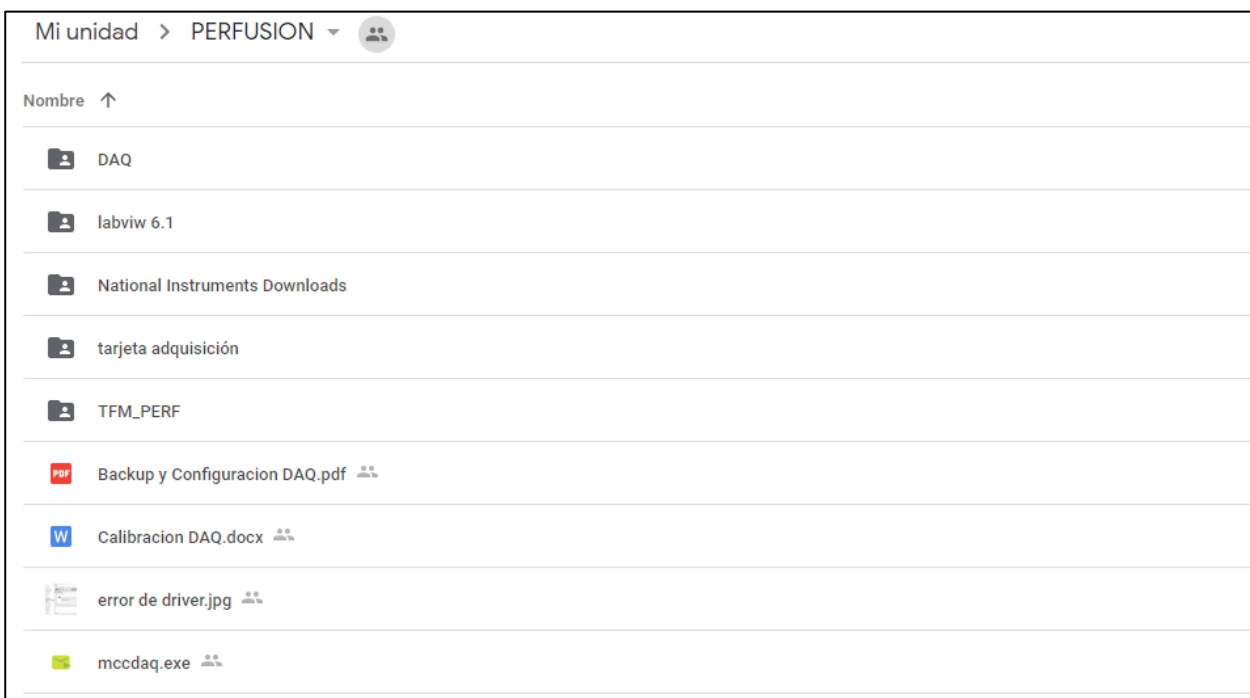 Mi unidad > PERFUSION
Nombre ↑
DAQ
labviw 6.1
National Instruments Downloads
tarjeta adquisición
TFM_PERF
PDF Backup y Configuracion DAQ.pdf
W Calibracion DAQ.docx
error de driver.jpg
mccdaq.exe